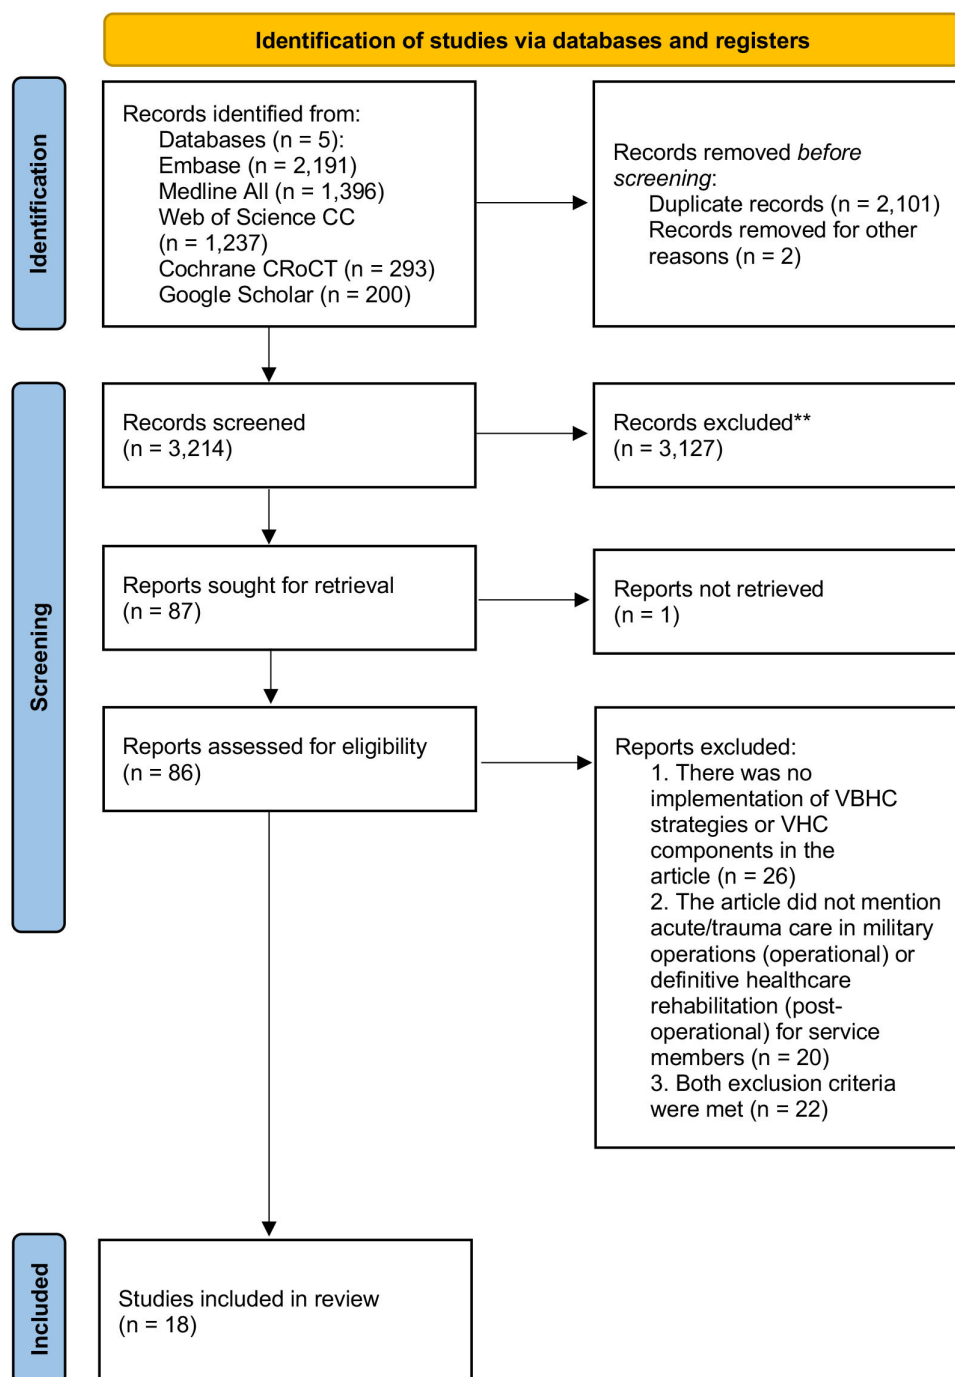 Identification of studies via databases and registers
Identification
Records identified from:
Databases (n = 5):
Embase (n = 2,191)
Medline All (n = 1,396)
Web of Science CC
(n = 1,237)
Cochrane CRoCT (n = 293)
Google Scholar (n = 200)
Records removed before
screening:
Duplicate records (n = 2,101)
Records removed for other
reasons (n = 2)
Screening
Records screened
(n = 3,214)
Records excluded**
(n = 3,127)
Reports sought for retrieval
(n = 87)
Reports not retrieved
(n = 1)
Reports assessed for eligibility
(n = 86)
Reports excluded:
1. There was no
implementation of VBHC
strategies or VHC
components in the
article (n = 26)
2. The article did not mention
acute/trauma care in military
operations (operational) or
definitive healthcare
rehabilitation (post-
operational) for service
members (n = 20)
3. Both exclusion criteria
were met (n = 22)
Included
Studies included in review
(n = 18)